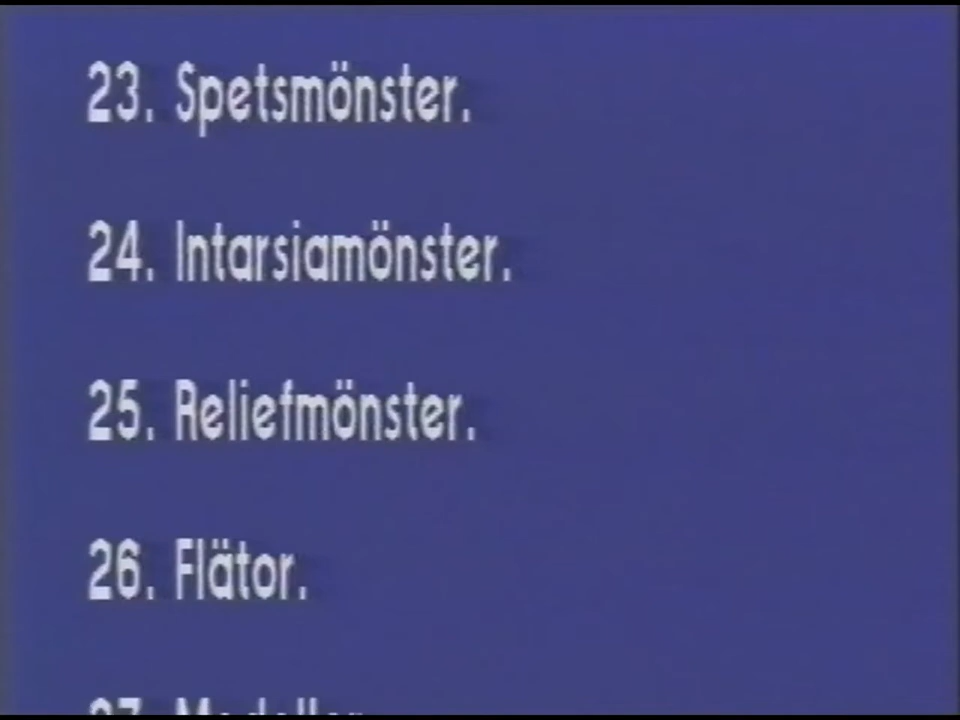 23. Spetsmönster.
24. Intarsiamönster.
25. Reliefmönster.
26. Flätor.